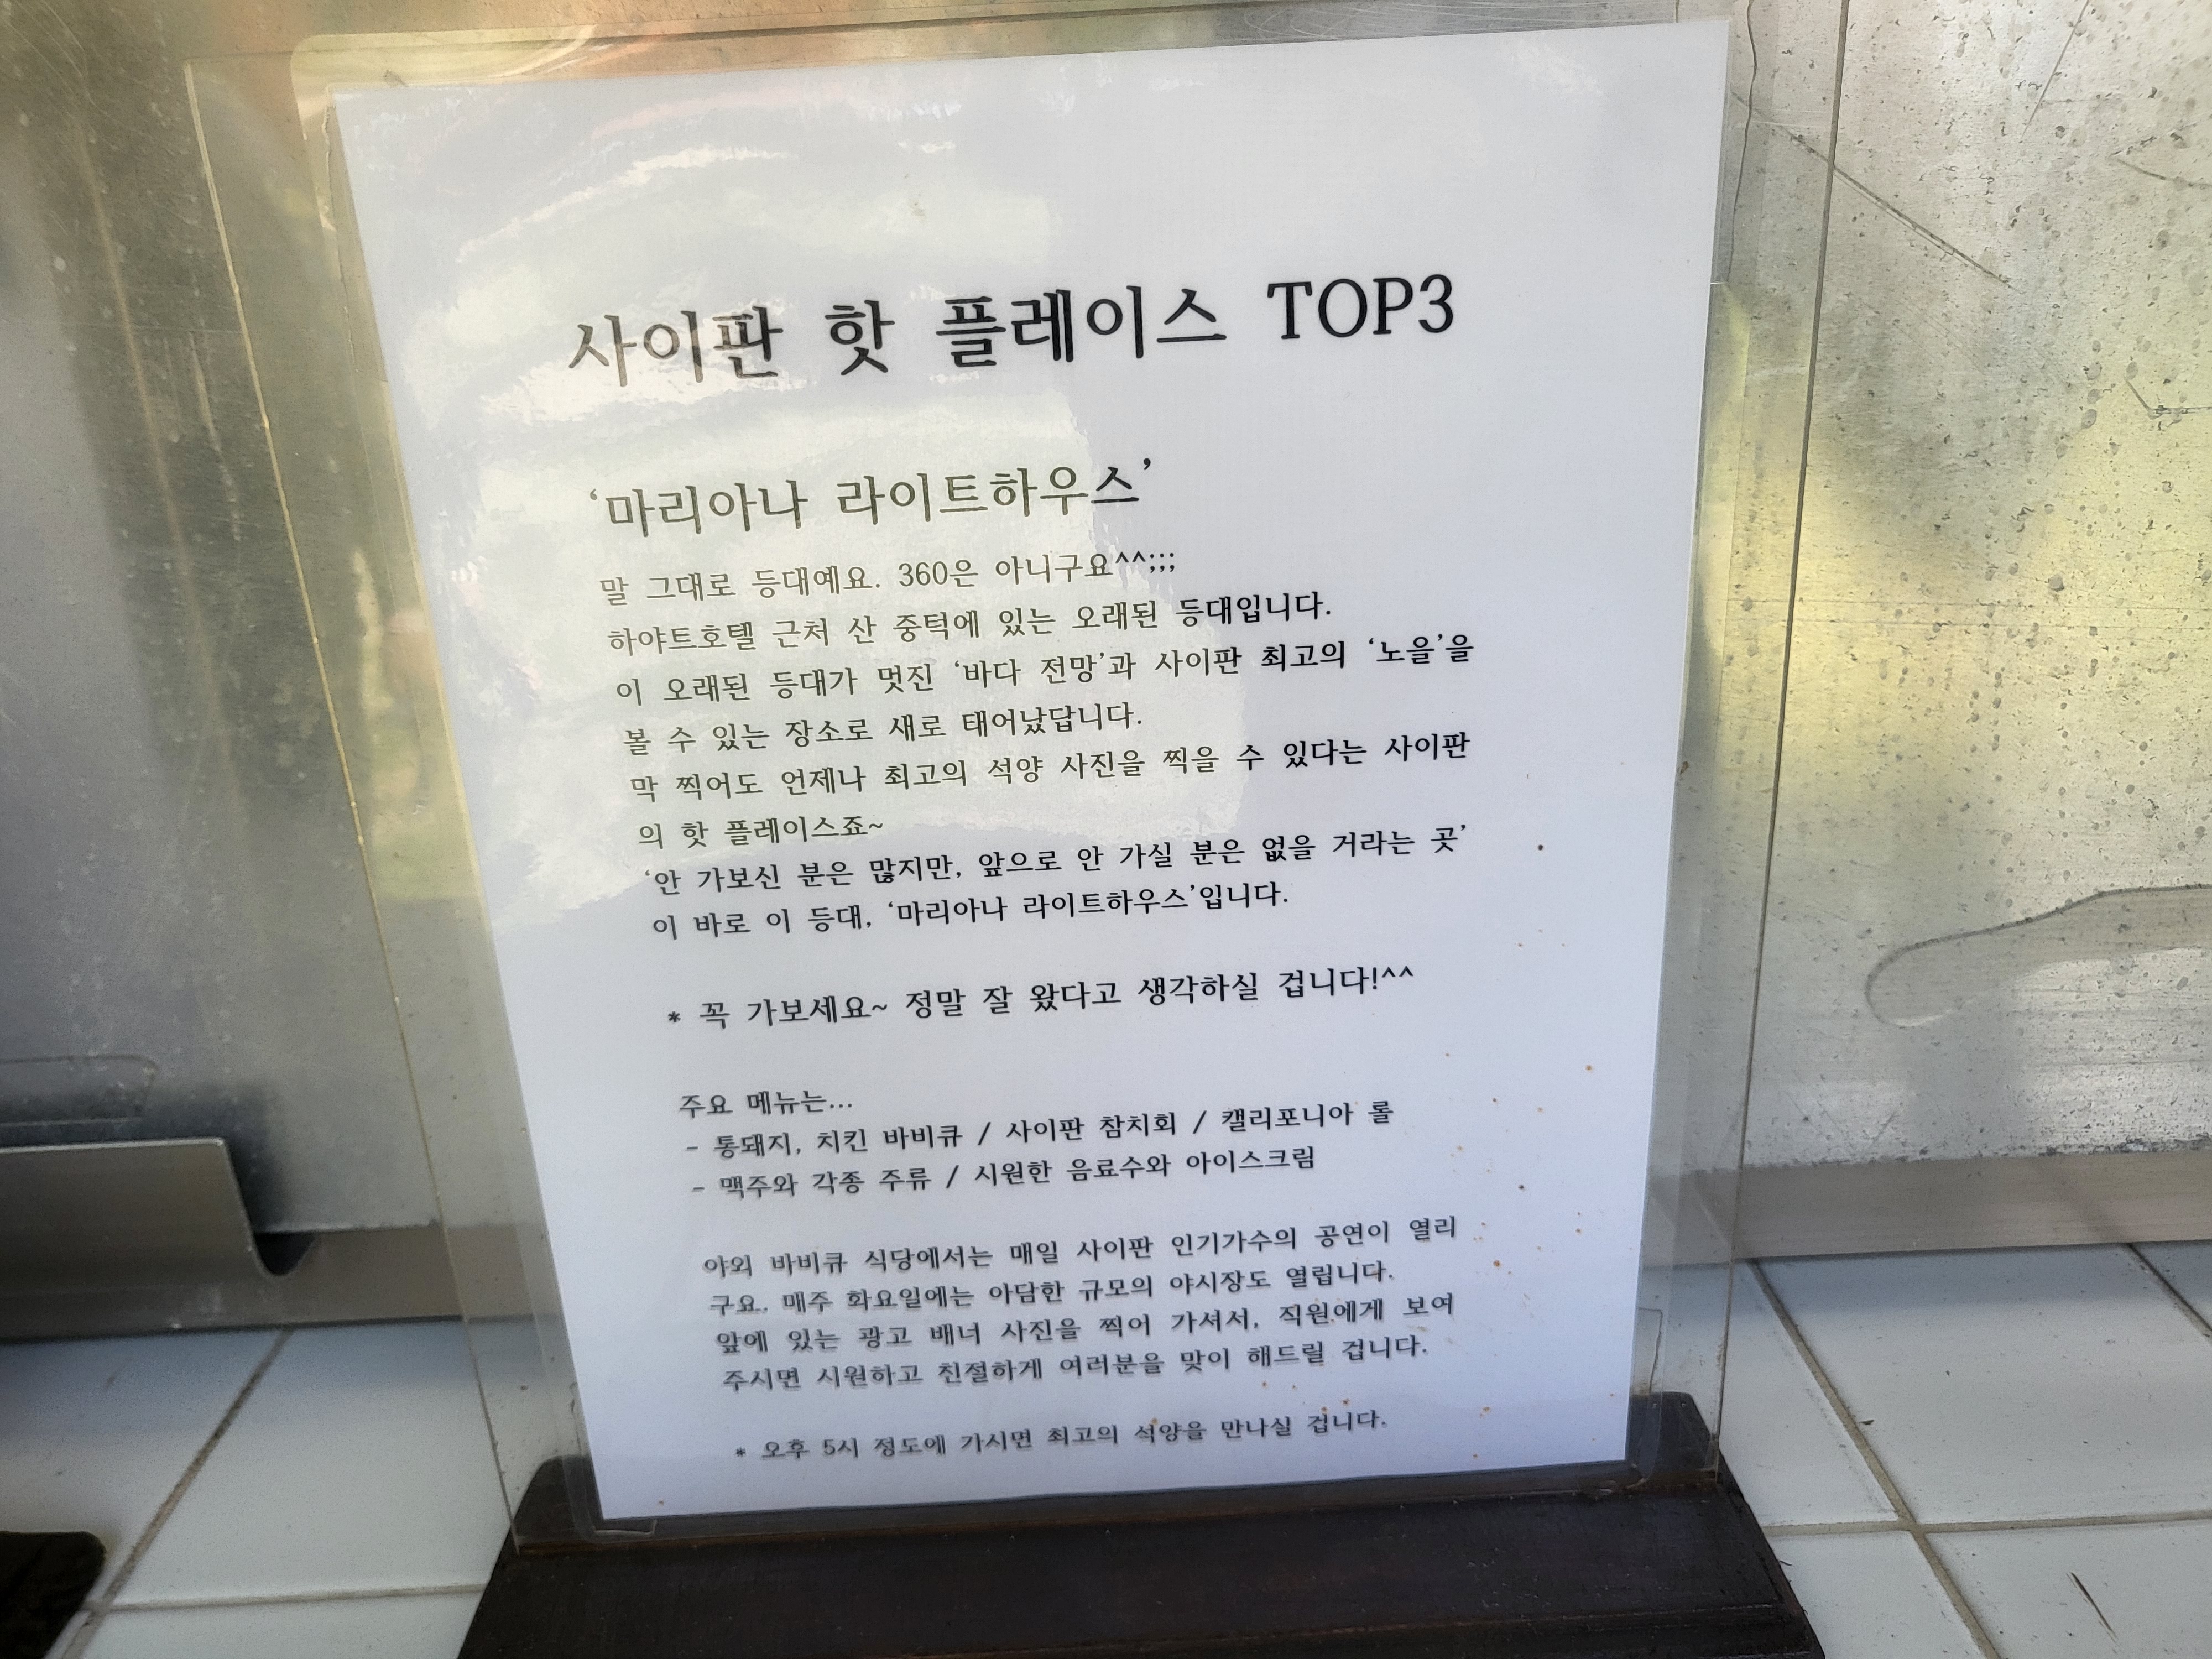 사이판 핫 플레이스 TOP3
‘마리아나 라이트하우스’
말 그대로 등대예요. 360은 아니구요^^;;;
하야트호텔 근처 산 중턱에 있는 오래된 등대입니다.
이 오래된 등대가 멋진 ‘바다 전망’과 사이판 최고의 ‘노을’을
볼 수 있는 장소로 새로 태어났답니다.
막 찍어도 언제나 최고의 석양 사진을 찍을 수 있다는 사이판
의 핫 플레이스죠~
‘안 가보신 분은 많지만, 앞으로 안 가실 분은 없을 거라는 곳’
이 바로 이 등대, ‘마리아나 라이트하우스’입니다.
* 꼭 가보세요~ 정말 잘 왔다고 생각하실 겁니다!^^
주요 메뉴는...
- 통돼지, 치킨 바비큐 / 사이판 참치회 / 캘리포니아 롤
- 맥주와 각종 주류 / 시원한 음료수와 아이스크림
야외 바비큐 식당에서는 매일 사이판 인기가수의 공연이 열리
구요. 매주 화요일에는 아담한 규모의 야시장도 열립니다.
앞에 있는 광고 배너 사진을 찍어 가셔서, 직원에게 보여
주시면 시원하고 친절하게 여러분을 맞이 해드릴 겁니다.
* 오후 5시 정도에 가시면 최고의 석양을 만나실 겁니다.